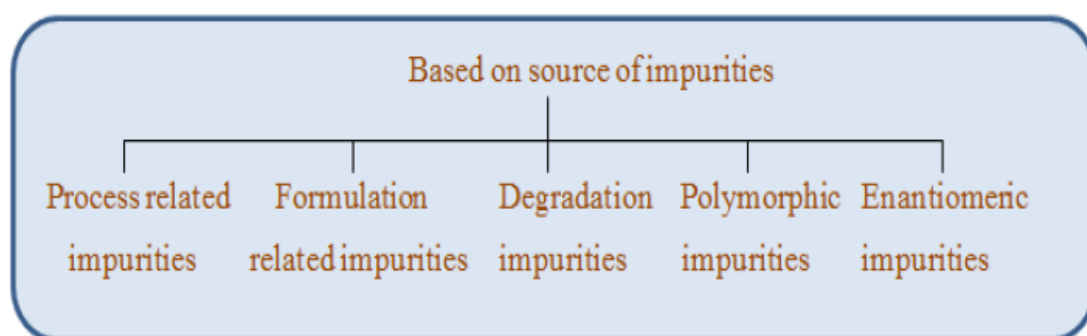 Based on source of impurities
Process related
impurities
Formulation
related impurities
Degradation
impurities
Polymorphic
impurities
Enantiomeric
impurities